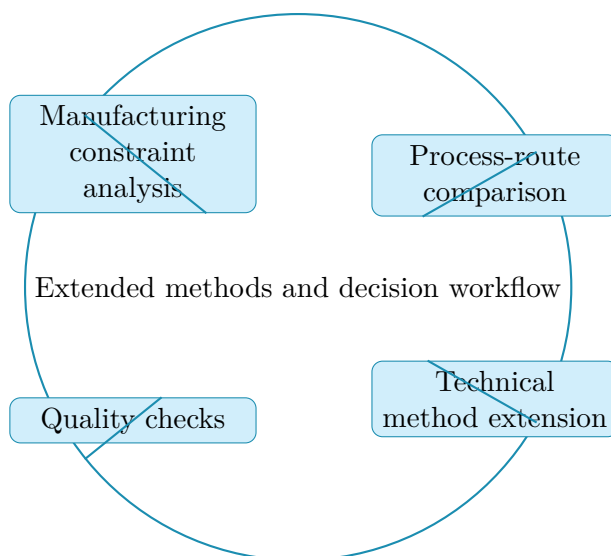 Manufacturing
constraint
analysis
Process-route
comparison
Extended methods and decision workflow
Quality checks
Technical
method extension